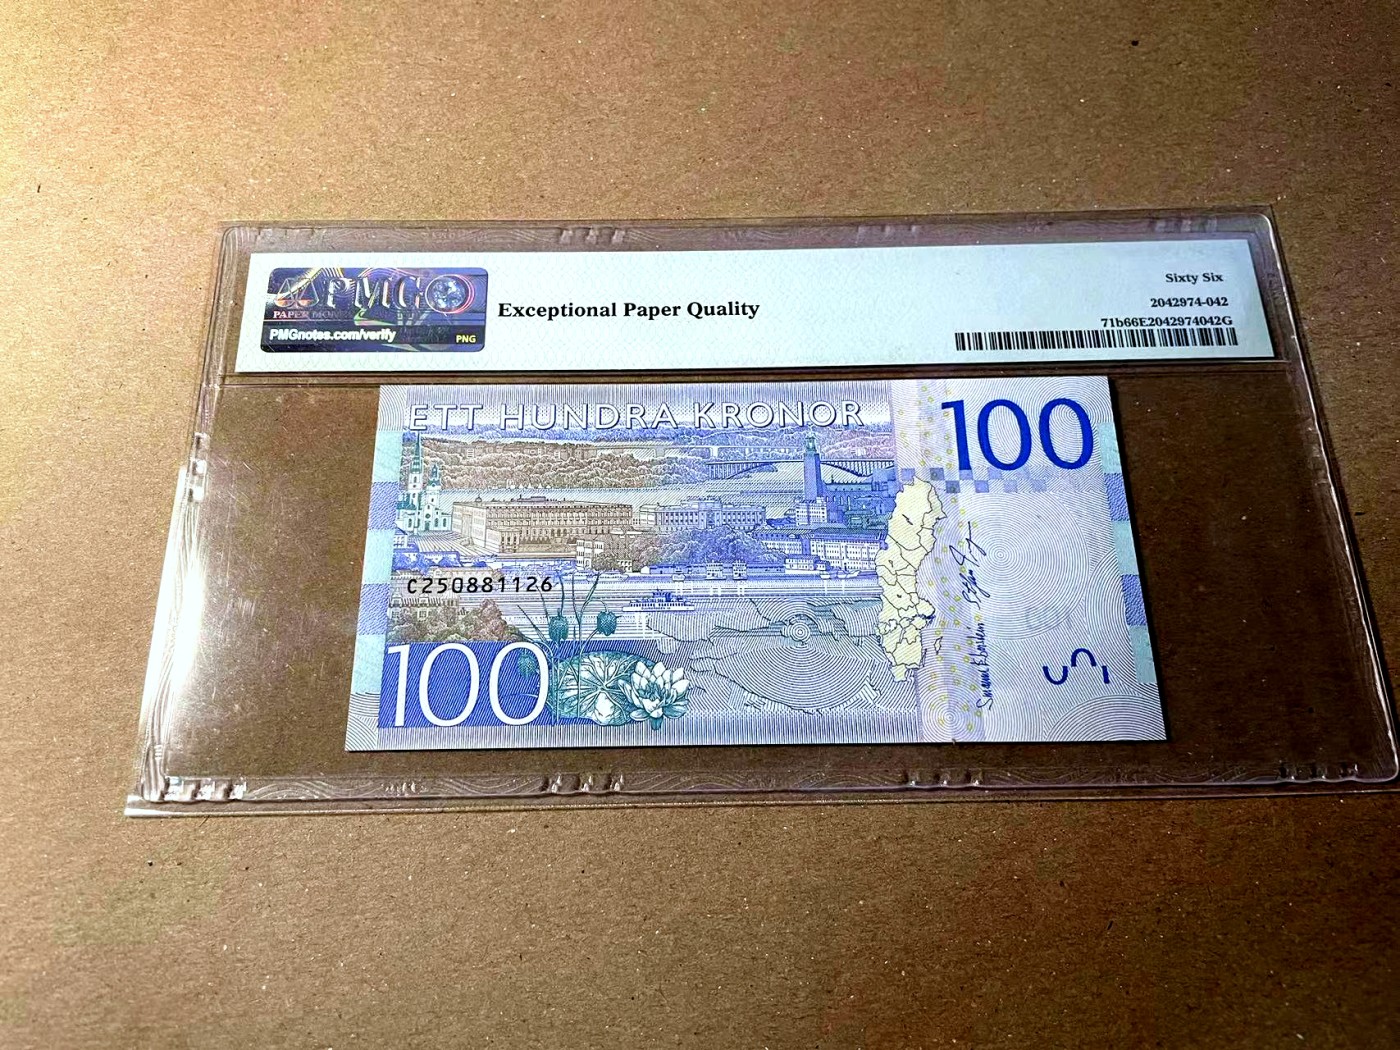 PMG
PAPER MONEY
PMGnotes.com/verify
PNG
Exceptional Paper Quality
Sixty Six
2042974-042
71b66E2042974042G
ETT HUNDRA KRONOR
100
C250881126
100